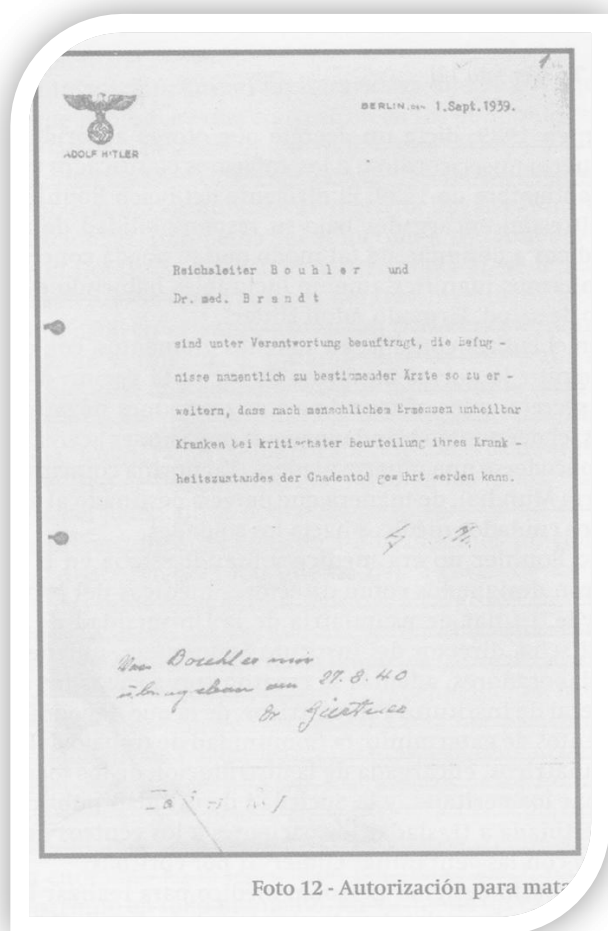 ADOLF HITLER
BERLIN, DEN 1.Sept.1939.
Reichsleiter B o u h l e r und
Dr. med. B r a n d t
sind unter Verantwortung beauftragt, die Befug -
nisse namentlich zu bestimmender Ärzte so zu er -
weitern, dass nach menschlichem Ermessen unheilbar
Kranken bei kritischster Beurteilung ihres Krank -
heitszustandes der Gnadentod gewährt werden kann.
Von Bouhler mir
übergeben am 27.8.40
Dr Gürtner
Foto 12 - Autorización para mata